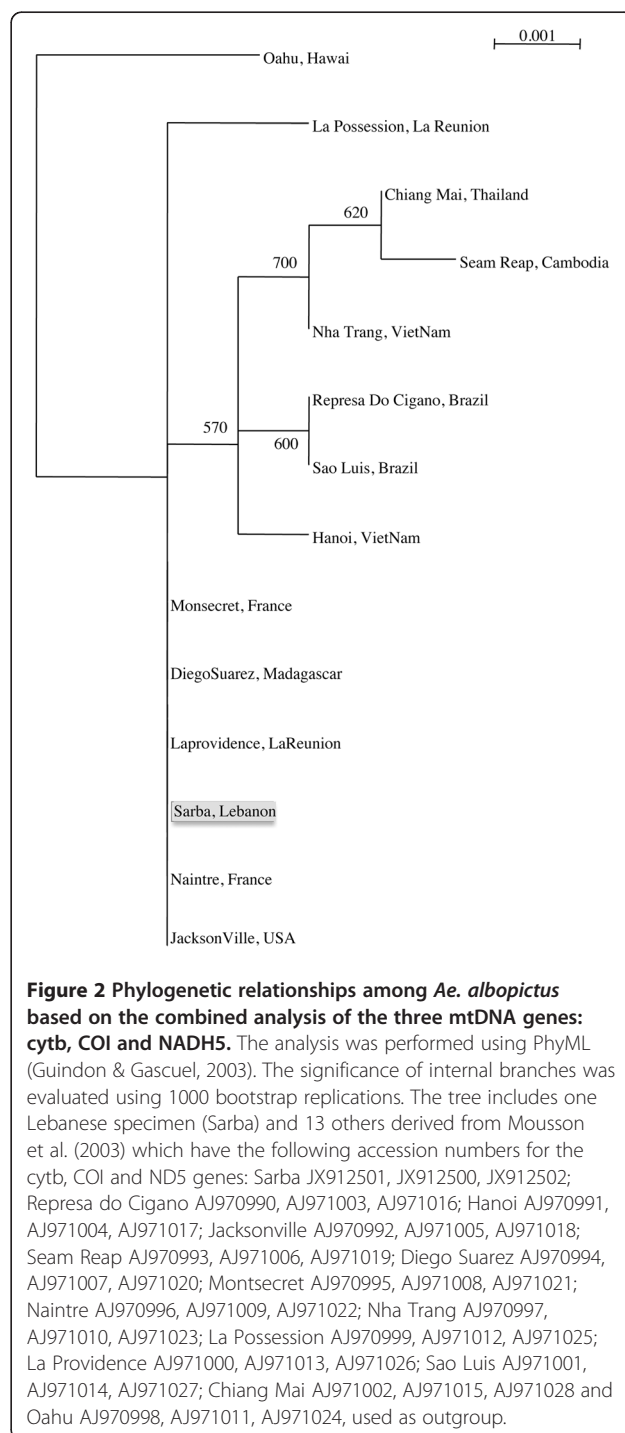 0.001
Oahu, Hawai
La Possession, La Reunion
Chiang Mai, Thailand
620
700
Seam Reap, Cambodia
Nha Trang, VietNam
Represa Do Cigano, Brazil
570
600
Sao Luis, Brazil
Hanoi, VietNam
Monsecret, France
DiegoSuarez, Madagascar
Laprovidence, LaReunion
Sarba, Lebanon
Naintre, France
JacksonVille, USA
Figure 2 Phylogenetic relationships among Ae. albopictus
based on the combined analysis of the three mtDNA genes:
cytb, COI and NADH5. The analysis was performed using PhyML
(Guindon & Gascuel, 2003). The significance of internal branches was
evaluated using 1000 bootstrap replications. The tree includes one
Lebanese specimen (Sarba) and 13 others derived from Mousson
et al. (2003) which have the following accession numbers for the
cytb, COI and ND5 genes: Sarba JX912501, JX912500, JX912502;
Represa do Cigano AJ970990, AJ971003, AJ971016; Hanoi AJ970991,
AJ971004, AJ971017; Jacksonville AJ970992, AJ971005, AJ971018;
Seam Reap AJ970993, AJ971006, AJ971019; Diego Suarez AJ970994,
AJ971007, AJ971020; Montsecret AJ970995, AJ971008, AJ971021;
Naintre AJ970996, AJ971009, AJ971022; Nha Trang AJ970997,
AJ971010, AJ971023; La Possession AJ970999, AJ971012, AJ971025;
La Providence AJ971000, AJ971013, AJ971026; Sao Luis AJ971001,
AJ971014, AJ971027; Chiang Mai AJ971002, AJ971015, AJ971028 and
Oahu AJ970998, AJ971011, AJ971024, used as outgroup.